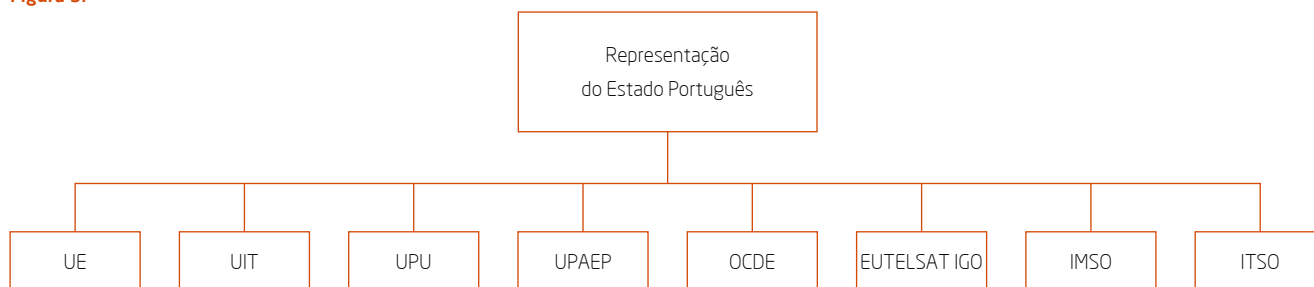 Representação
do Estado Português
UE
UIT
UPU
UPAEP
OCDE
EUTELSAT IGO
IMSO
ITSO